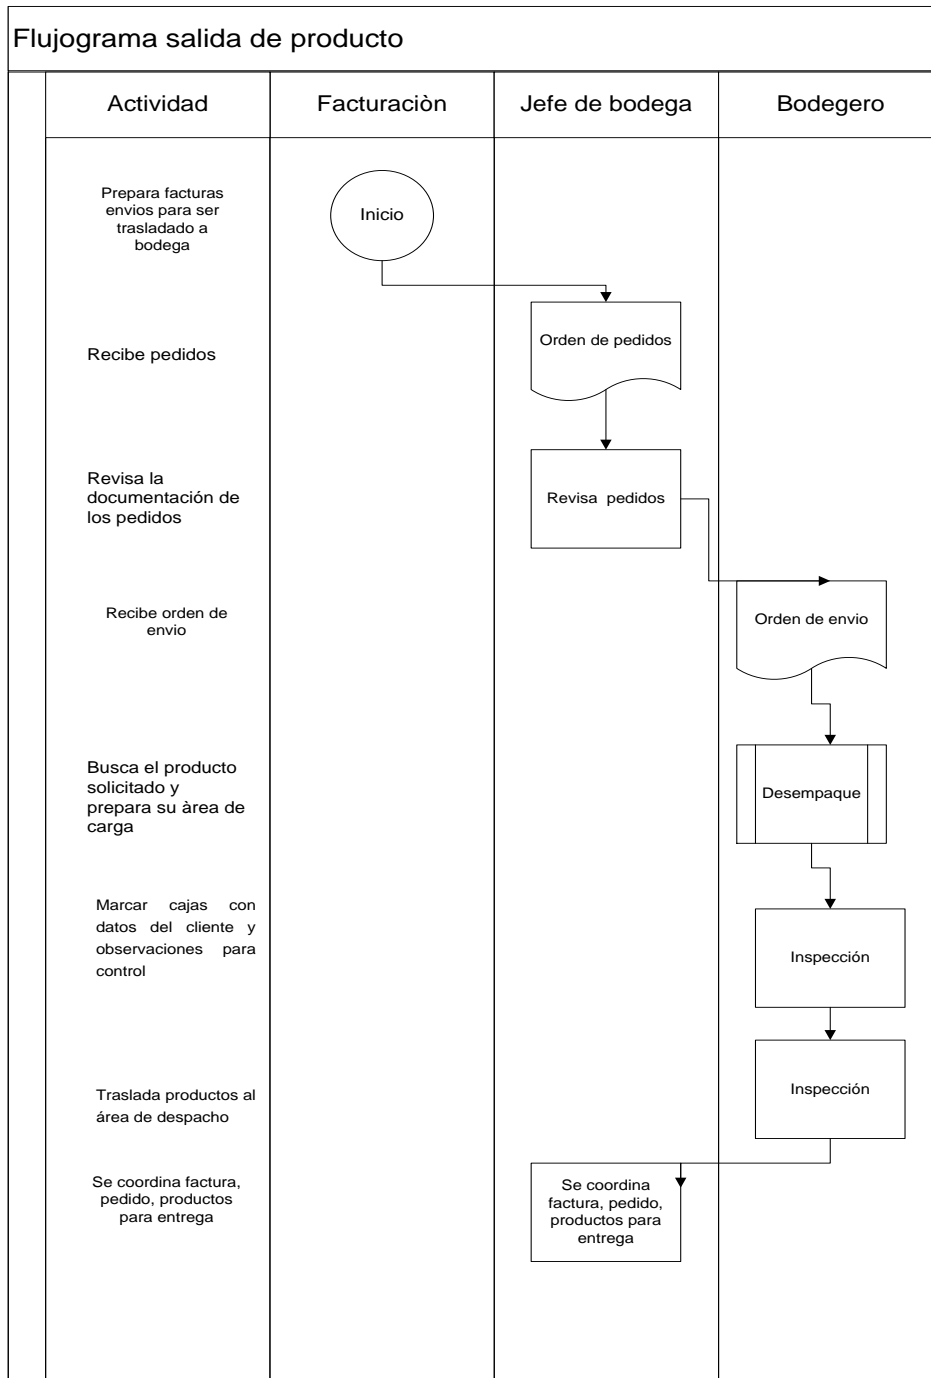 Flujograma salida de producto
Actividad
Facturaciòn
Jefe de bodega
Bodegero
Prepara facturas
envios para ser
trasladado a
bodega
Inicio
Orden de pedidos
Recibe pedidos
Revisa la
documentación de
los pedidos
Revisa pedidos
Recibe orden de
envio
Orden de envio
Busca el producto
solicitado y
prepara su àrea de
carga
Desempaque
Marcar cajas con
datos del cliente y
observaciones para
control
Inspección
Traslada productos al
área de despacho
Inspección
Se coordina factura,
pedido, productos
para entrega
Se coordina
factura, pedido,
productos para
entrega